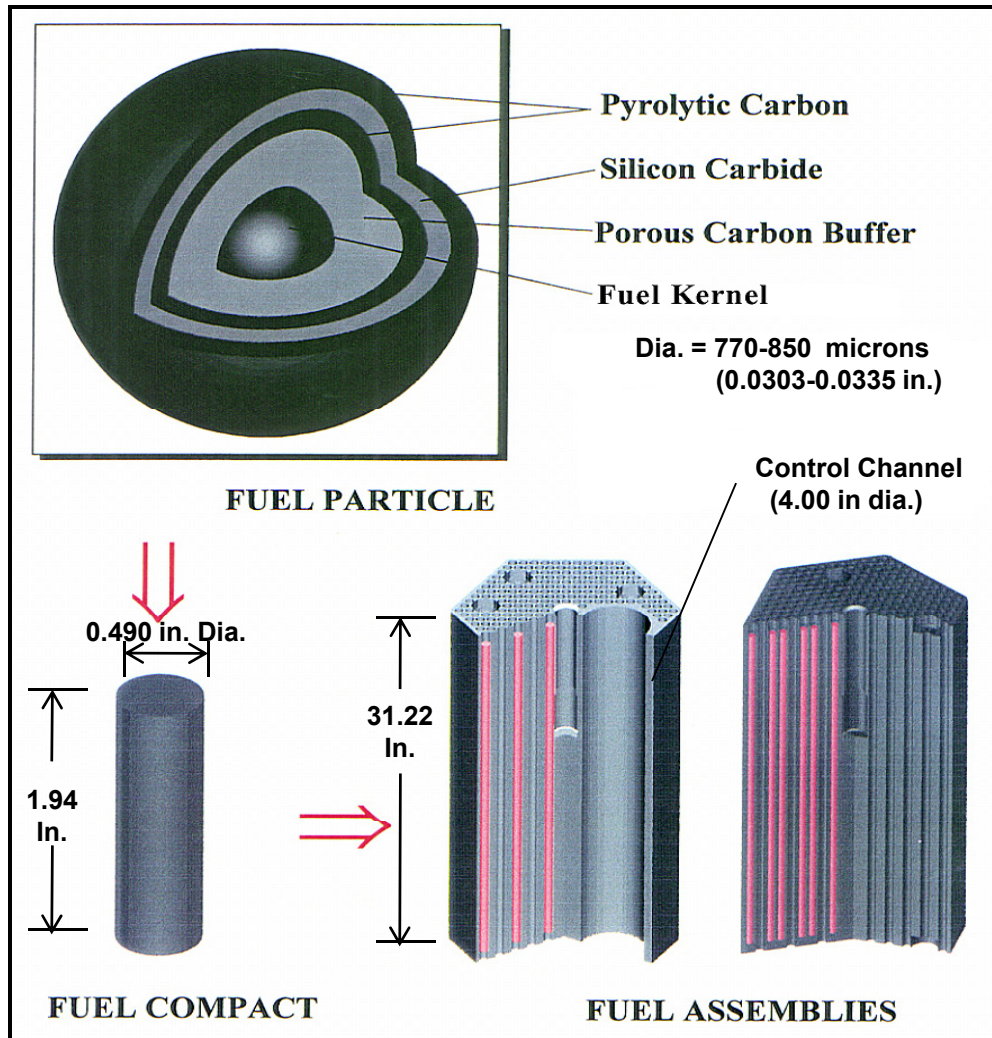 Pyrolytic Carbon
Silicon Carbide
Porous Carbon Buffer
Fuel Kernel
Dia. = 770-850 microns
(0.0303-0.0335 in.)
FUEL PARTICLE
Control Channel
(4.00 in dia.)
0.490 in. Dia.
31.22
In.
1.94
In.
FUEL COMPACT
FUEL ASSEMBLIES